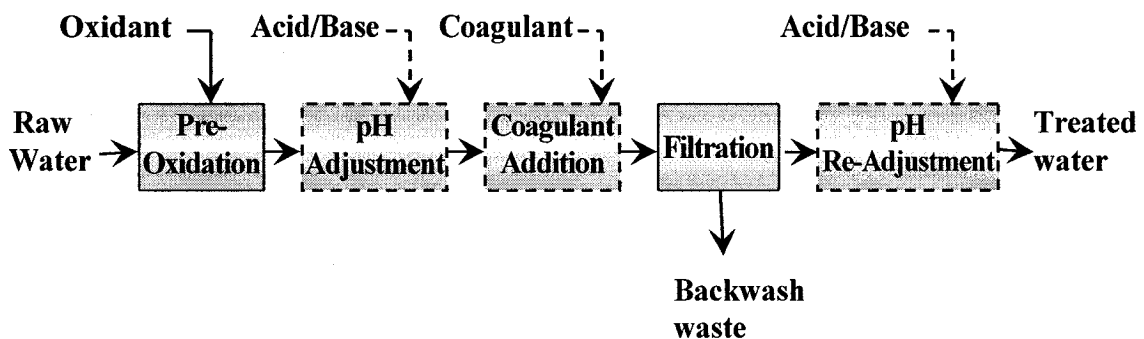 Oxidant
Acid/Base
Coagulant
Acid/Base
Raw
Water
Pre-
Oxidation
pH
Adjustment
Coagulant
Addition
Filtration
pH
Re-Adjustment
Treated
water
Backwash
waste